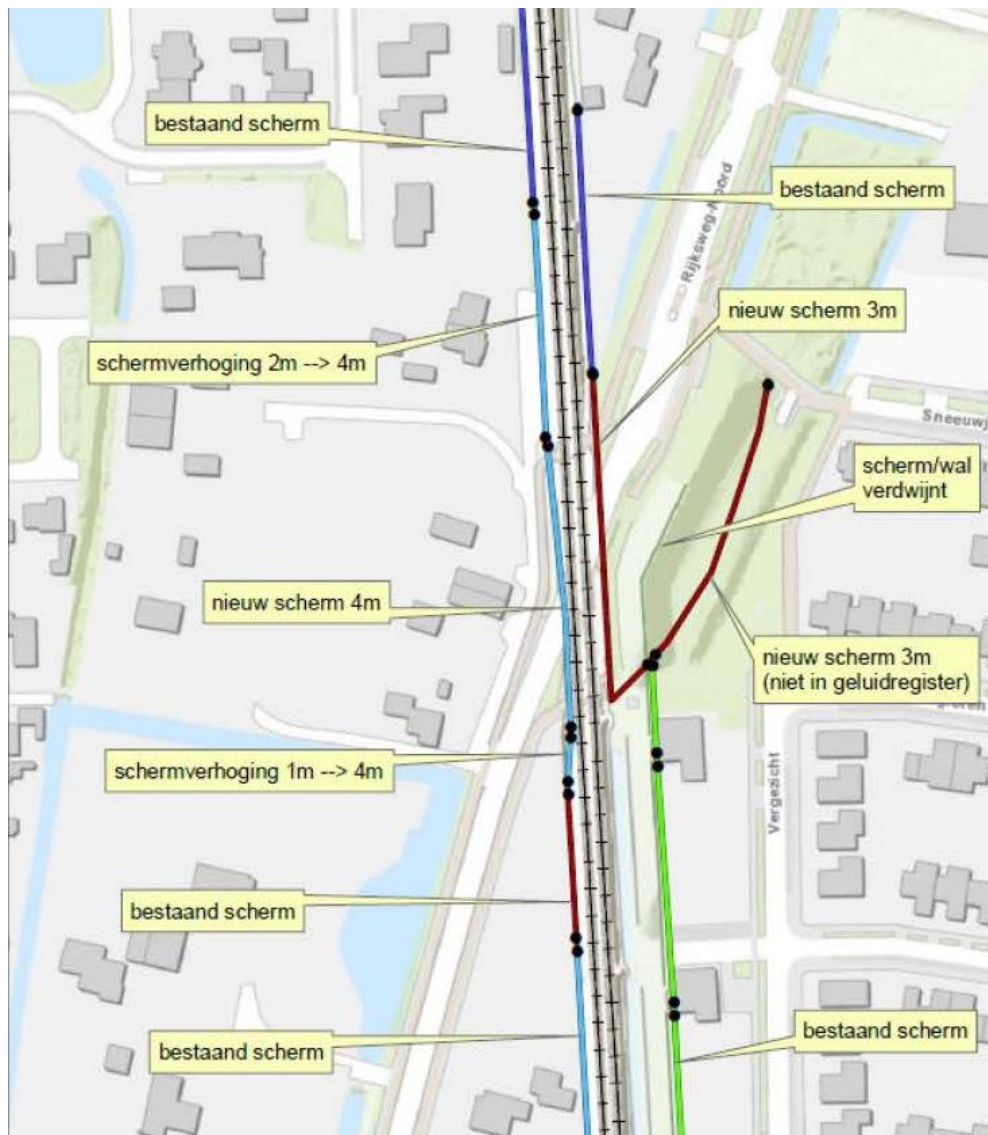 bestaand scherm
bestaand scherm
Rijksweg-Noord
nieuw scherm 3m
schermverhoging 2m --> 4m
scherm/wal
verdwijnt
nieuw scherm 4m
nieuw scherm 3m
(niet in geluidregister)
schermverhoging 1m --> 4m
Vergezicht
bestaand scherm
bestaand scherm
bestaand scherm